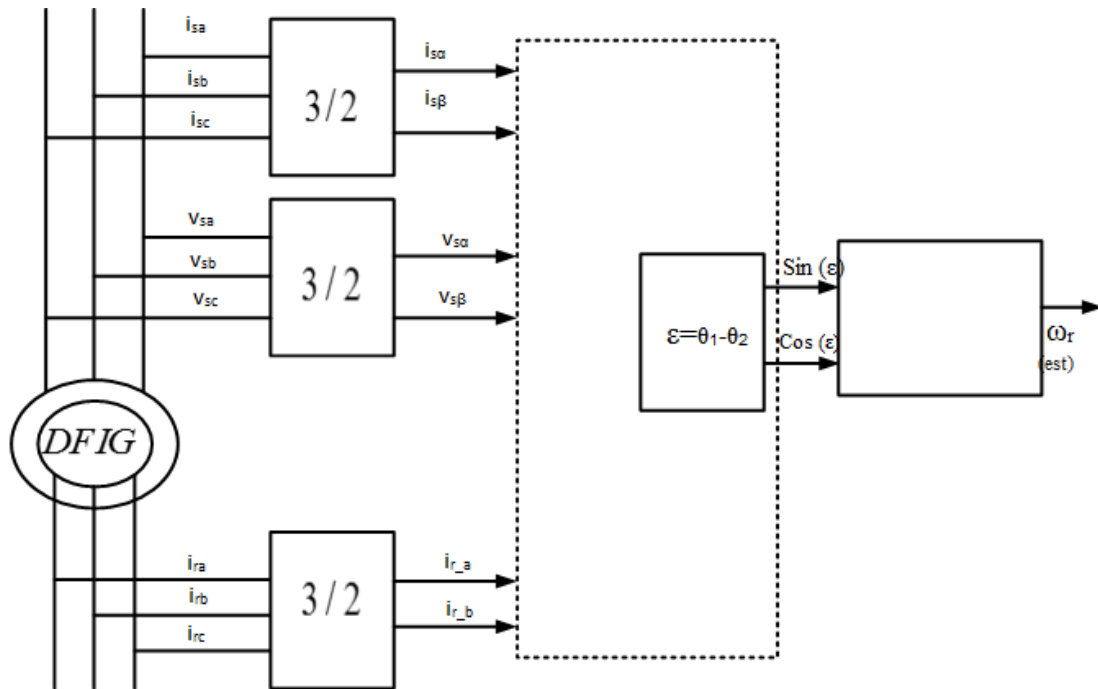 isa
isb
isc
3/2
isα
isβ
vsa
vsb
vsc
3/2
vsα
vsβ
ε=θ1-θ2
Sin (ε)
Cos (ε)
ωr
(est)
DFIG
ira
irb
irc
3/2
ir_a
ir_b